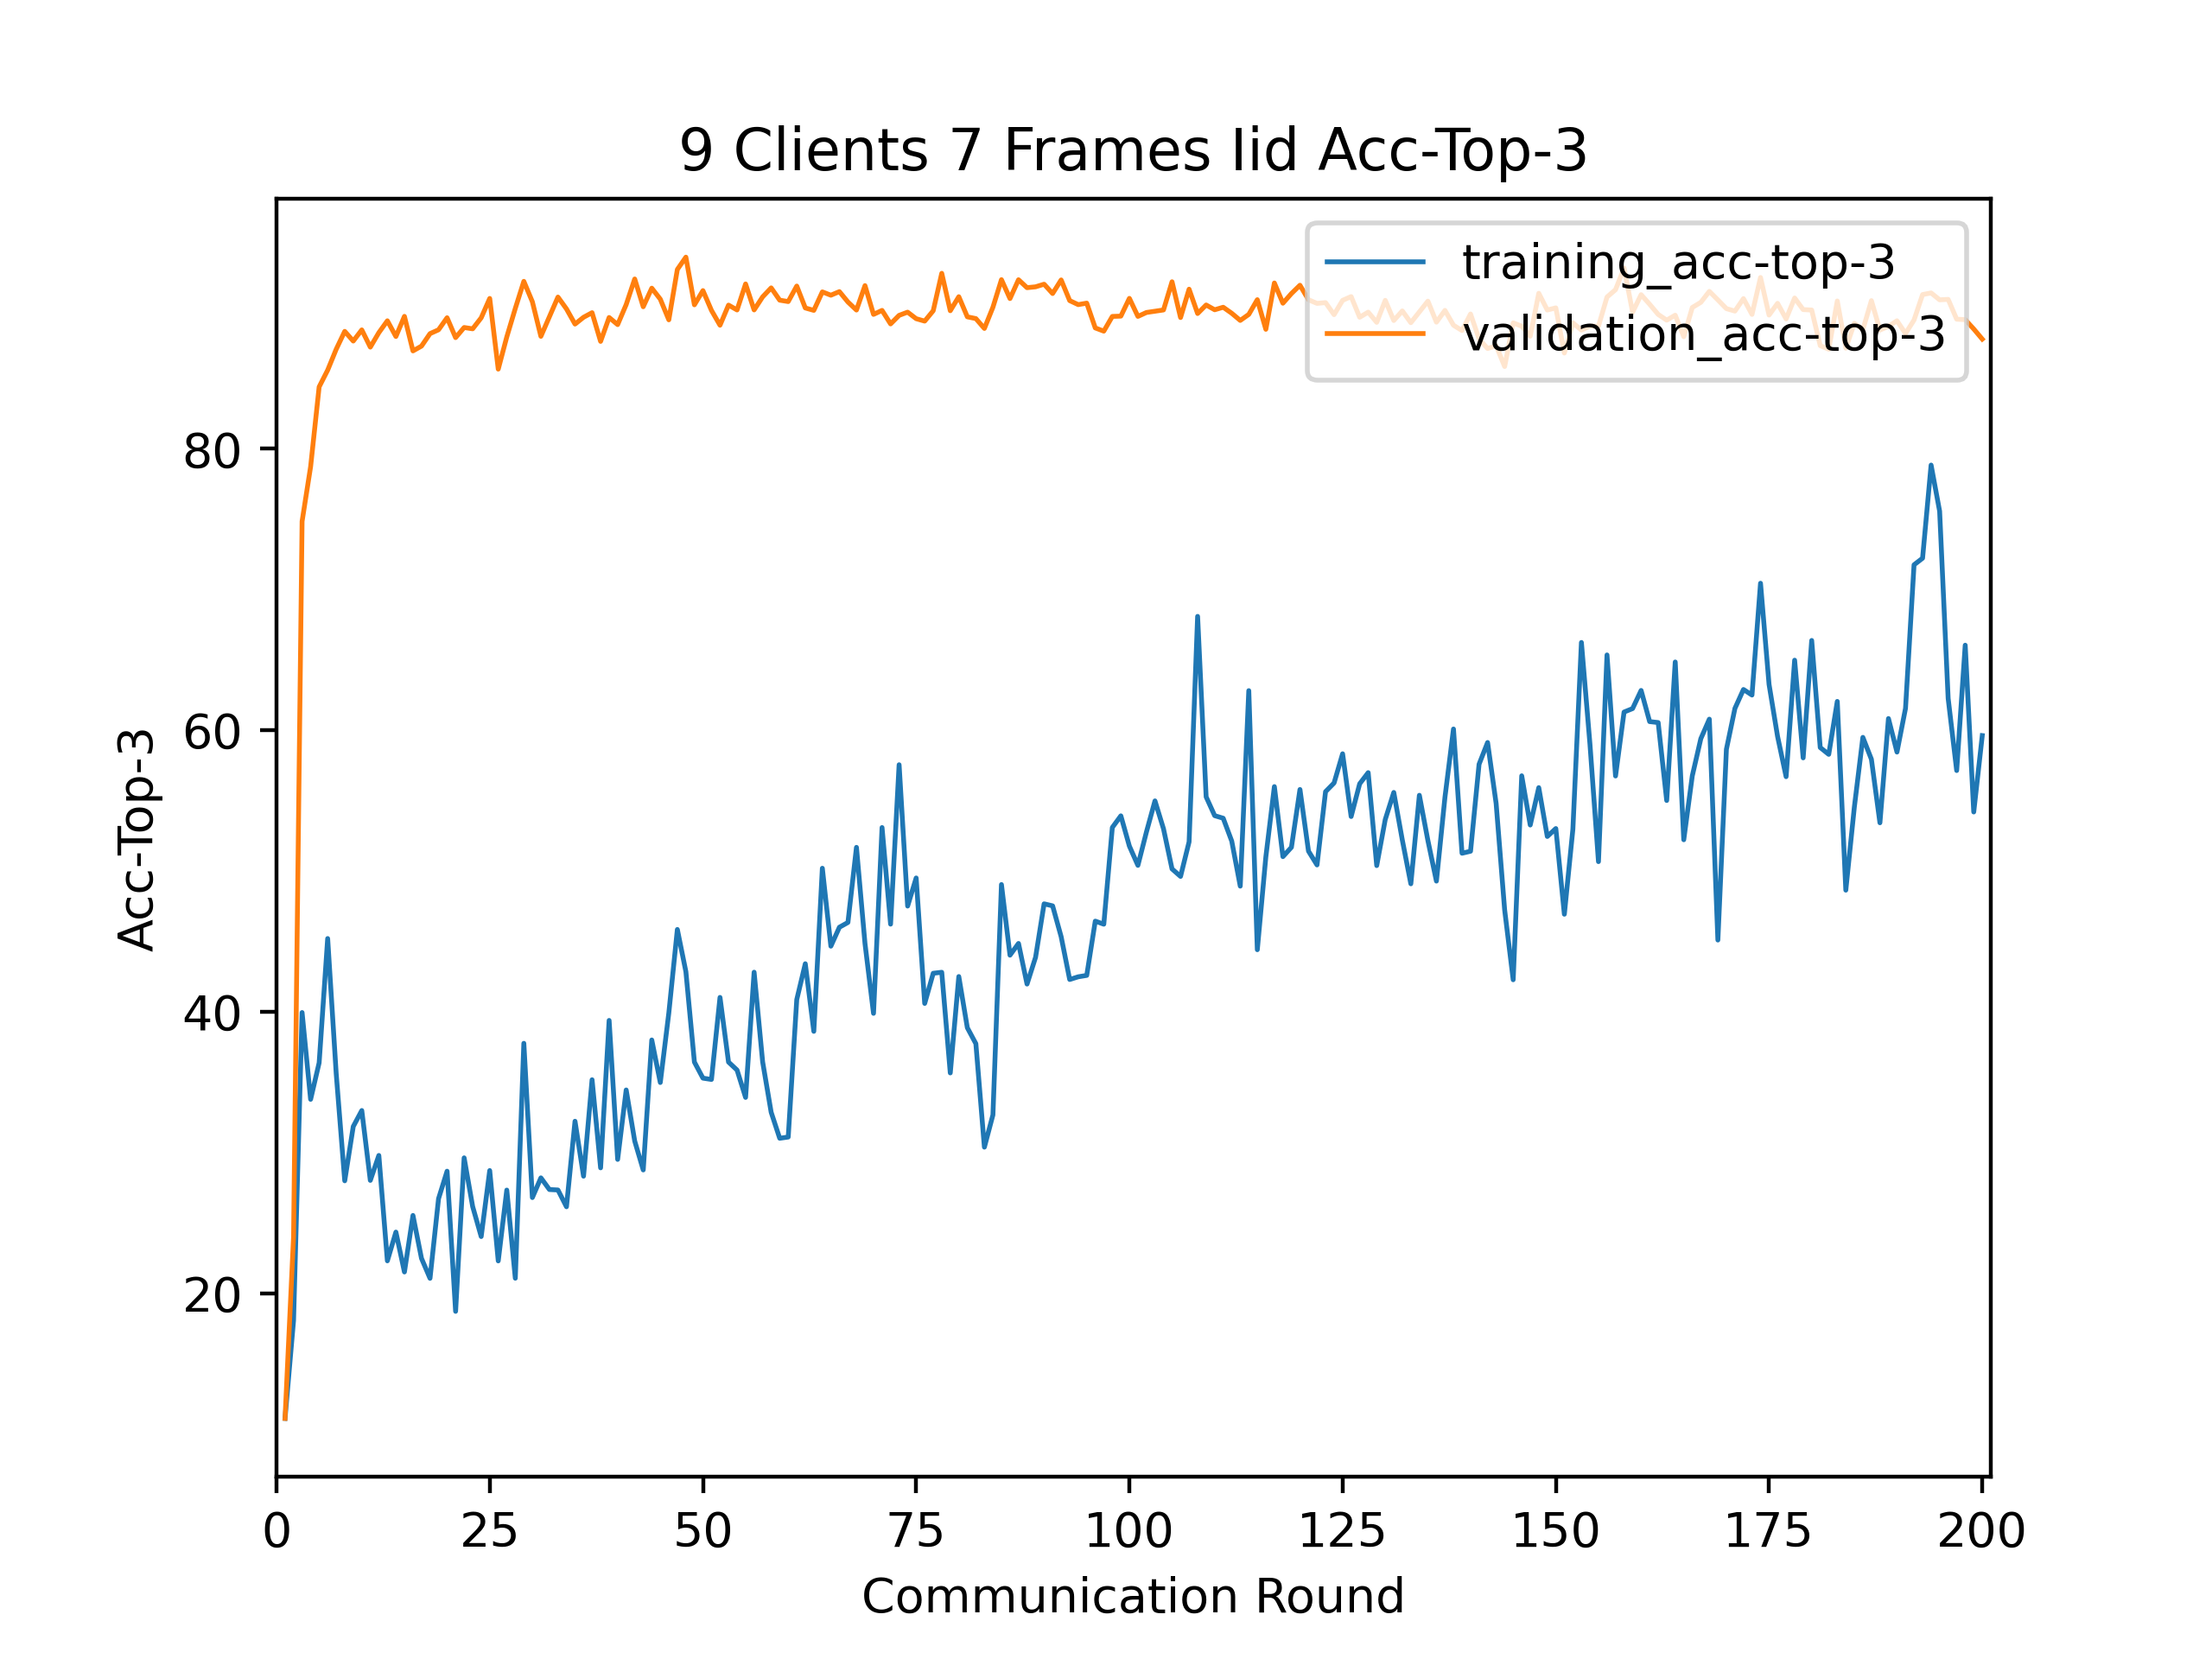 9 Clients 7 Frames Iid Acc-Top-3
training_acc-top-3
validation_acc-top-3
80
60
40
20
Acc-Top-3
0 25 50 75 100 125 150 175 200
Communication Round